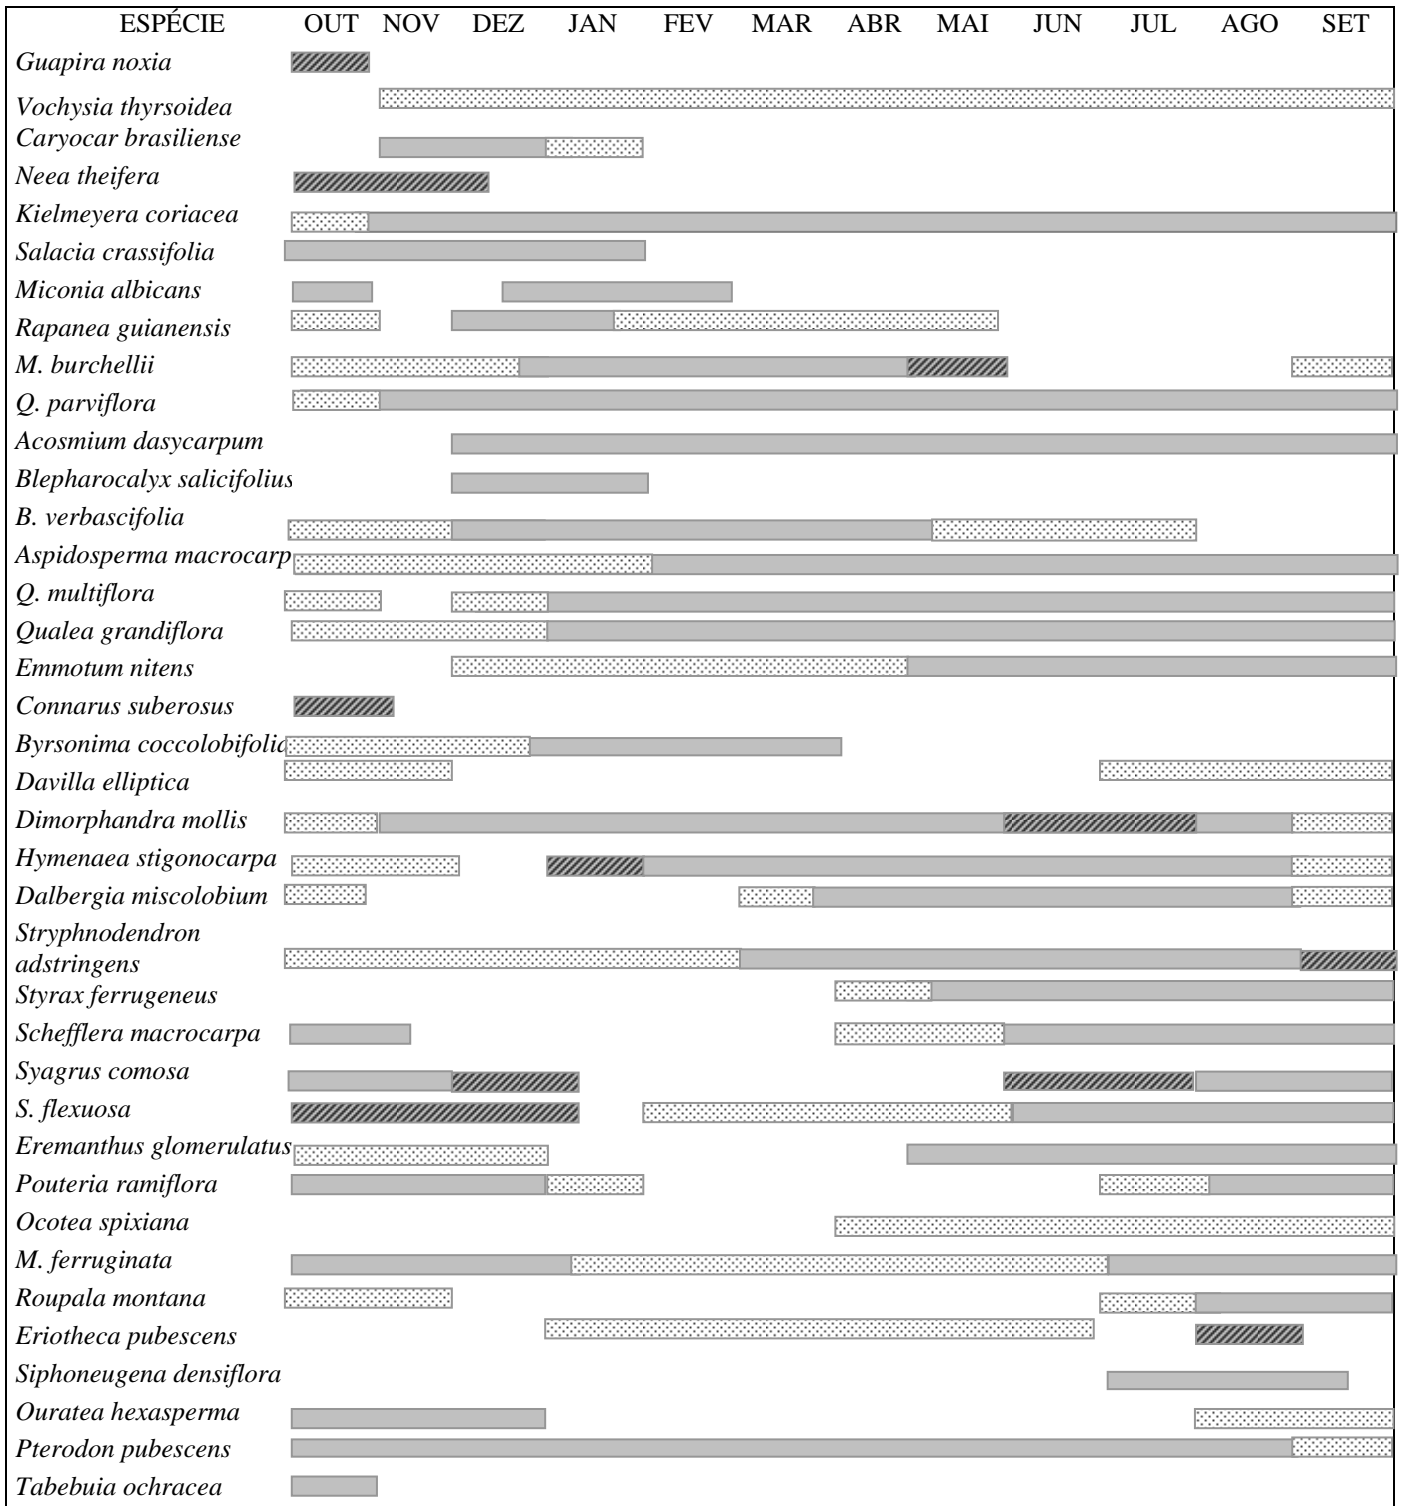 ESPÉCIE OUT NOV DEZ JAN FEV MAR ABR MAI JUN JUL AGO SET
Guapira noxia
Vochysia thyrsoidea
Caryocar brasiliense
Neea theifera
Kielmeyera coriacea
Salacia crassifolia
Miconia albicans
Rapanea guianensis
M. burchellii
Q. parviflora
Acosmium dasycarpum
Blepharocalyx salicifolius
B. verbascifolia
Aspidosperma macrocarp
Q. multiflora
Qualea grandiflora
Emmotum nitens
Connarus suberosus
Byrsonima coccolobifolia
Davilla elliptica
Dimorphandra mollis
Hymenaea stigonocarpa
Dalbergia miscolobium
Stryphnodendron
adstringens
Styrax ferrugeneus
Schefflera macrocarpa
Syagrus comosa
S. flexuosa
Eremanthus glomerulatus
Pouteria ramiflora
Ocotea spixiana
M. ferruginata
Roupala montana
Eriotheca pubescens
Siphoneugena densiflora
Ouratea hexasperma
Pterodon pubescens
Tabebuia ochracea